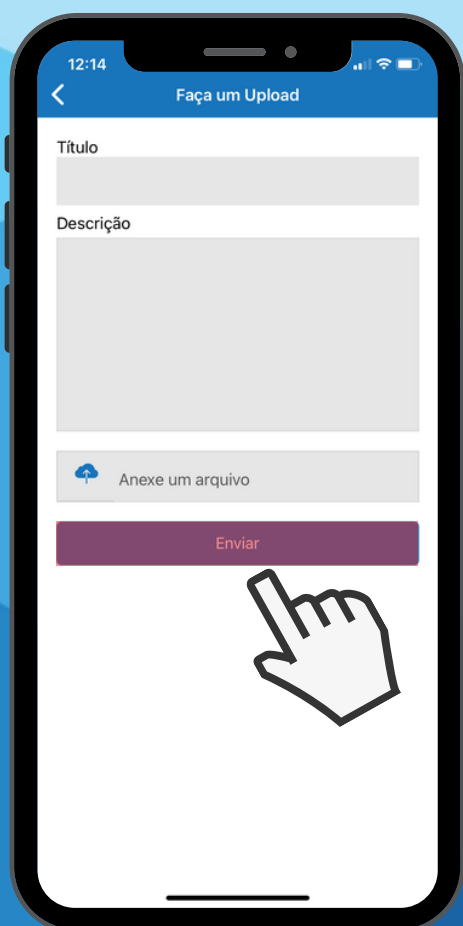 12:14
Faça um Upload
Título
Descrição
Anexe um arquivo
Enviar